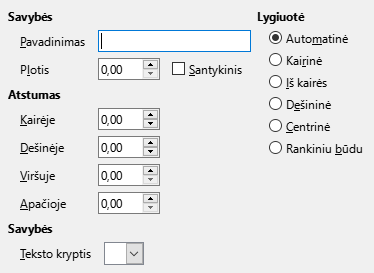 Savybės
Pavadinimas
Plotis 0,00 Santykinis
Atstumas
Kairėje 0,00
Dešinėje 0,00
Viršuje 0,00
Apačioje 0,00
Savybės
Teksto kryptis
Lygiuotė
Automatinė
Kairinė
Iš kairės
Dešininė
Centrinė
Rankiniu būdu